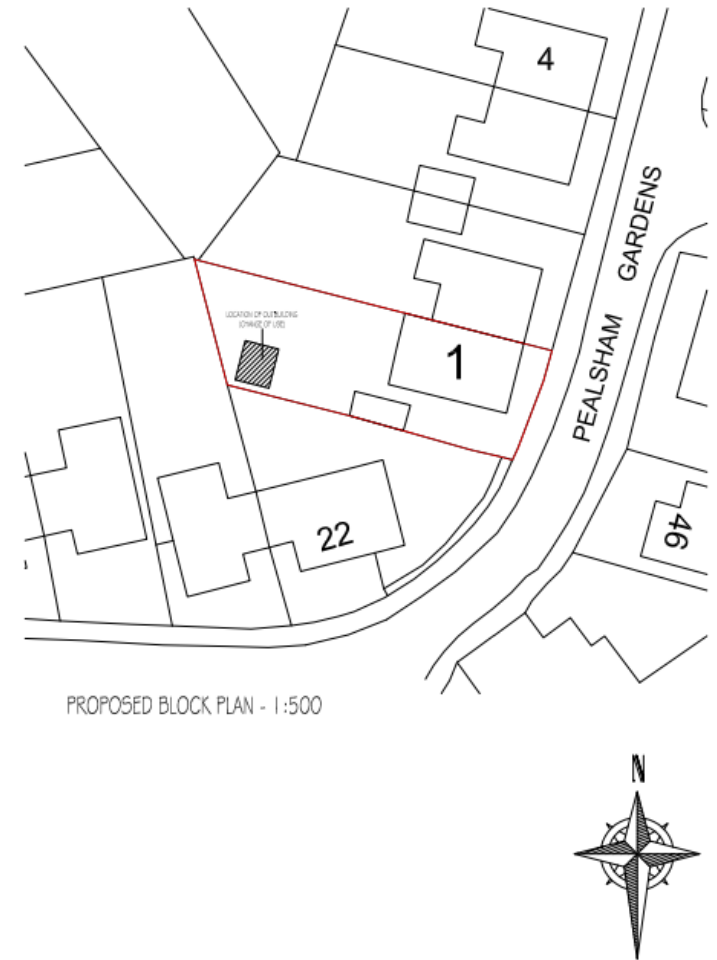 4
PEALSHAM GARDENS
LOCATION OF OUTBUILDING
(CHANGE OF USE)
1
22
46
PROPOSED BLOCK PLAN - 1:500
N